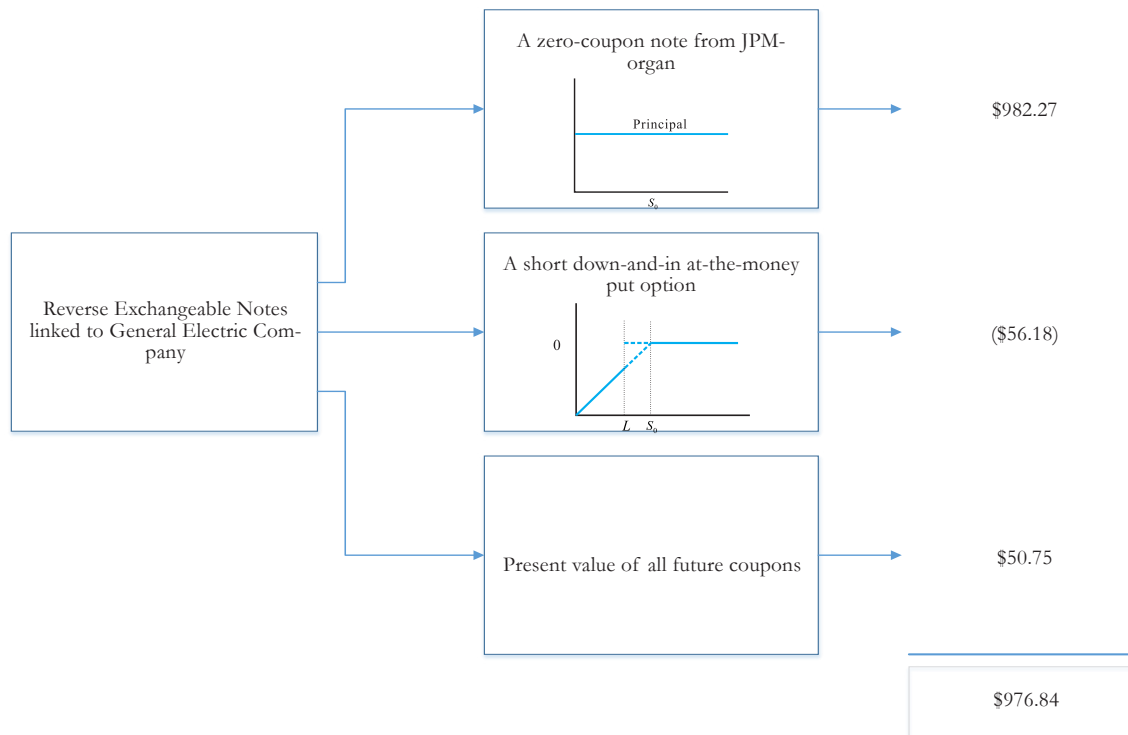 A zero-coupon note from JPM-
organ
Principal
S₀
$982.27
Reverse Exchangeable Notes
linked to General Electric Com-
pany
A short down-and-in at-the-money
put option
0
L S₀
($56.18)
Present value of all future coupons
$50.75
$976.84